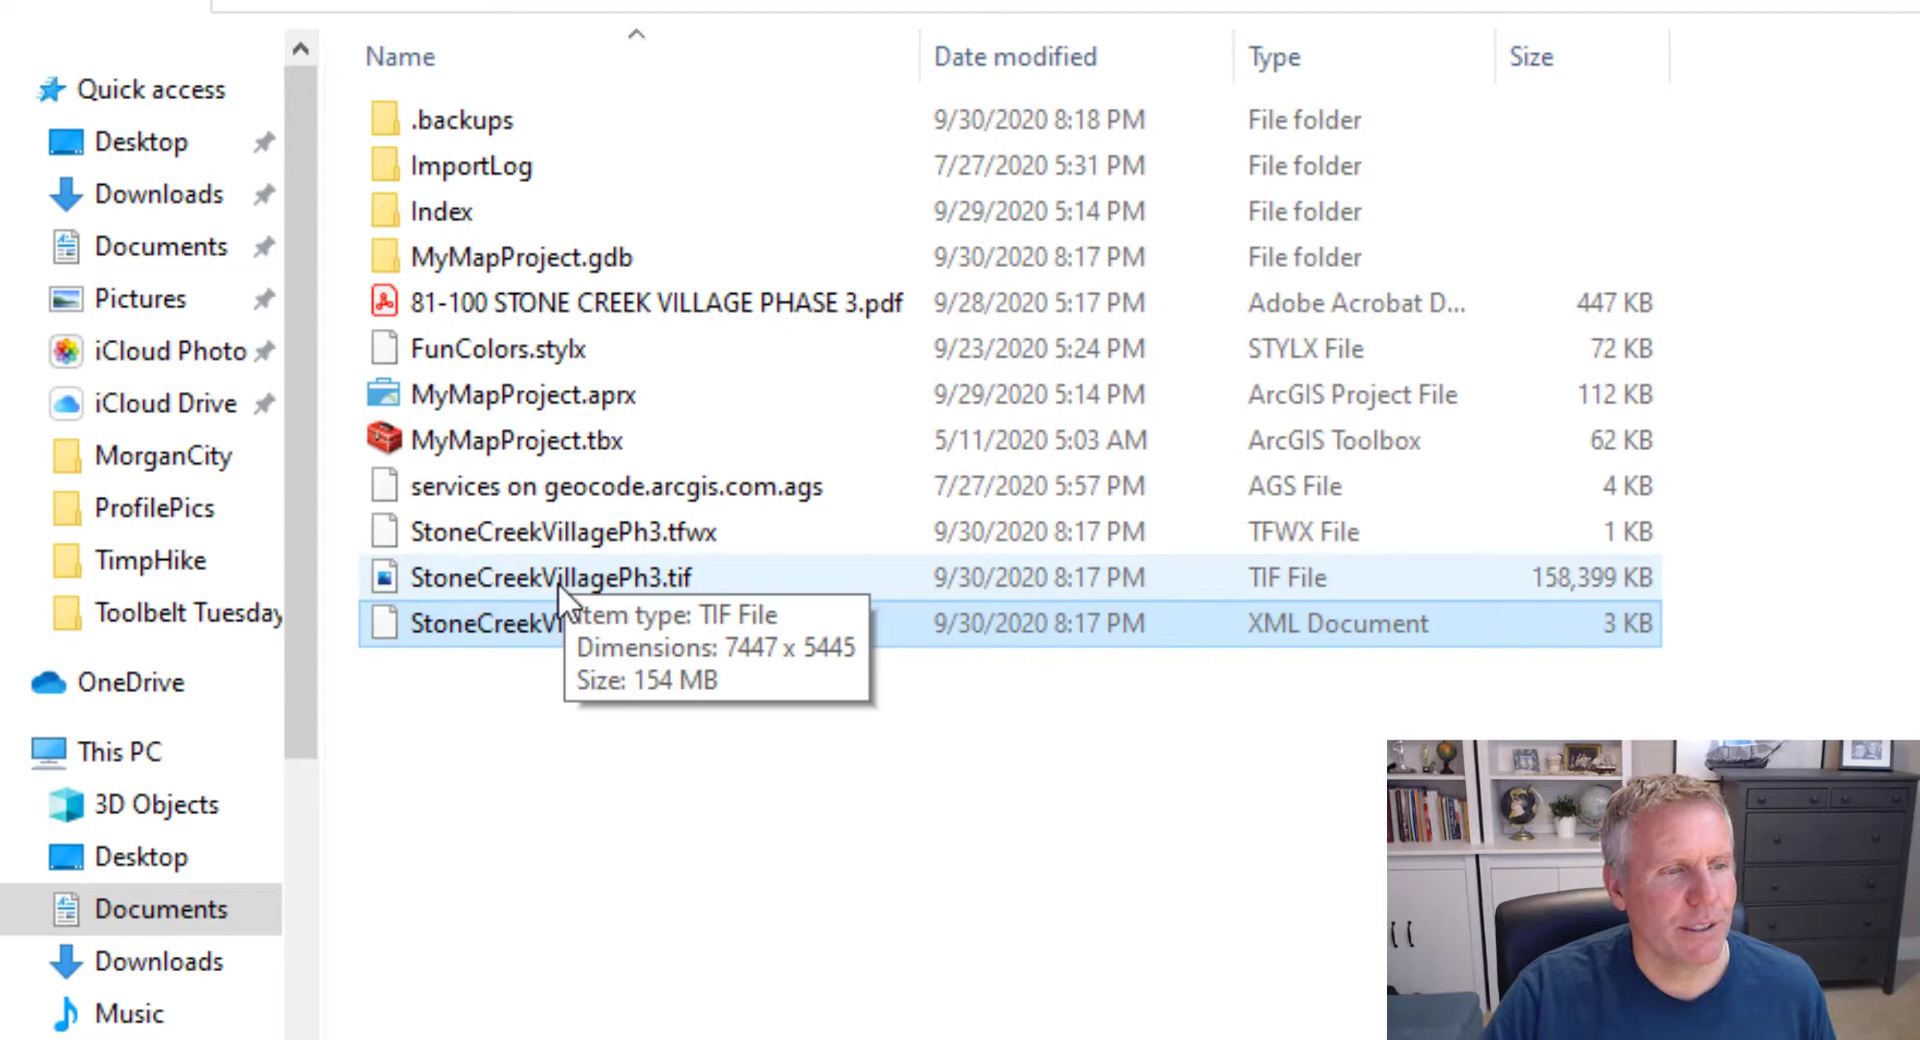 Name Date modified Type Size
Quick access
Desktop
Downloads
Documents
Pictures
iCloud Photo
iCloud Drive
MorganCity
ProfilePics
TimpHike
Toolbelt Tuesday
OneDrive
This PC
3D Objects
Desktop
Documents
Downloads
Music
.backups 9/30/2020 8:18 PM File folder
ImportLog 7/27/2020 5:31 PM File folder
Index 9/29/2020 5:14 PM File folder
MyMapProject.gdb 9/30/2020 8:17 PM File folder
81-100 STONE CREEK VILLAGE PHASE 3.pdf 9/28/2020 5:17 PM Adobe Acrobat D... 447 KB
FunColors.stylx 9/23/2020 5:24 PM STYLX File 72 KB
MyMapProject.aprx 9/29/2020 5:14 PM ArcGIS Project File 112 KB
MyMapProject.tbx 5/11/2020 5:03 AM ArcGIS Toolbox 62 KB
services on geocode.arcgis.com.ags 7/27/2020 5:57 PM AGS File 4 KB
StoneCreekVillagePh3.tfwx 9/30/2020 8:17 PM TFWX File 1 KB
StoneCreekVillagePh3.tif 9/30/2020 8:17 PM TIF File 158,399 KB
StoneCreekVi 9/30/2020 8:17 PM XML Document 3 KB
Item type: TIF File
Dimensions: 7447 x 5445
Size: 154 MB